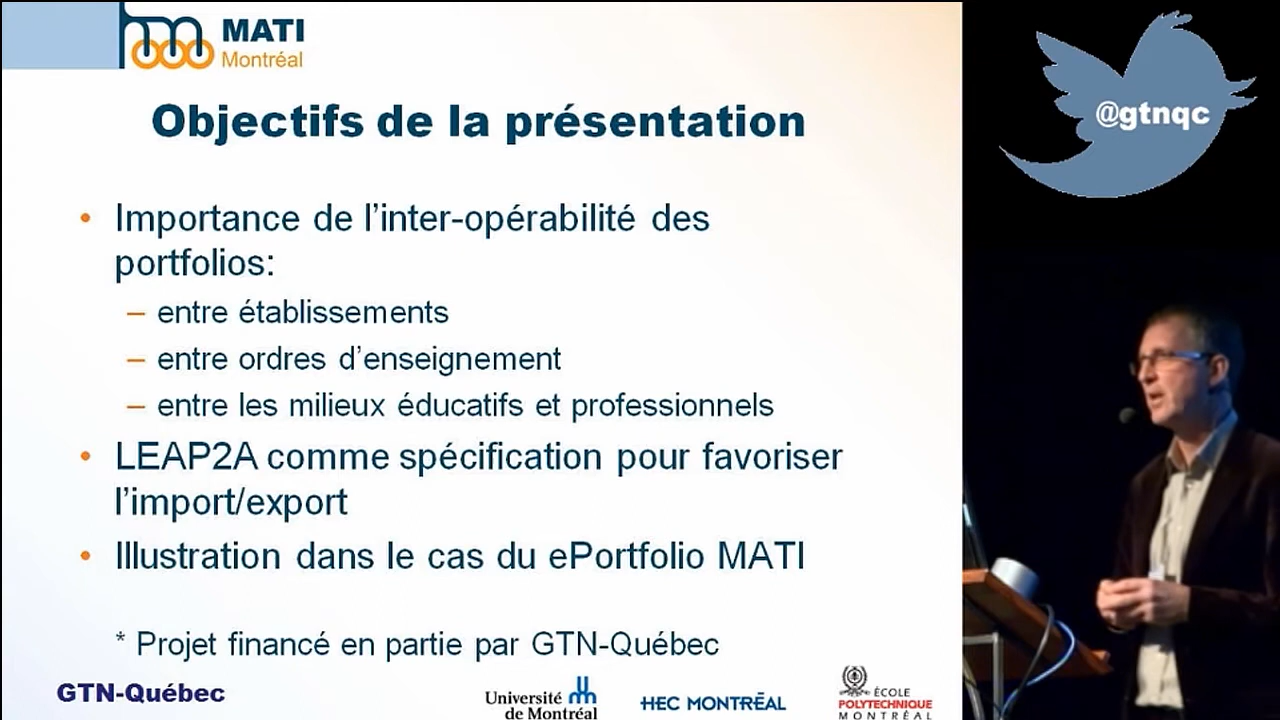 MATI
Montréal
Objectifs de la présentation
• Importance de l'inter-opérabilité des
portfolios:
– entre établissements
– entre ordres d'enseignement
– entre les milieux éducatifs et professionnels
• LEAP2A comme spécification pour favoriser
l'import/export
• Illustration dans le cas du ePortfolio MATI
* Projet financé en partie par GTN-Québec
GTN-Québec
Université
de Montréal
HEC MONTRĒAL
ÉCOLE
POLYTECHNIQUE
MONTRÉAL
@gtnqc